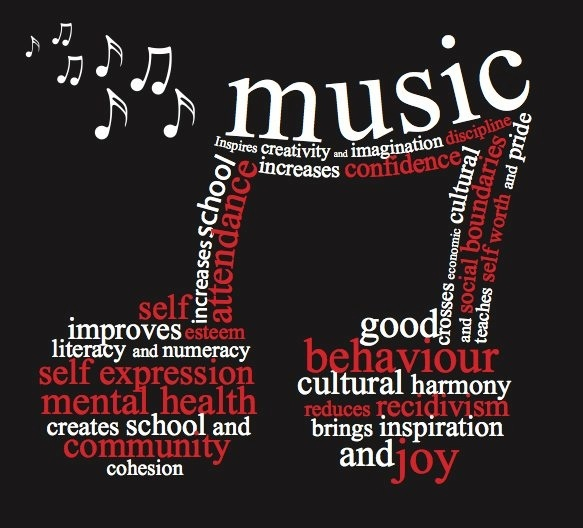 music
Inspires creativity and imagination discipline
increases confidence
increases school
attendance
crosses economic cultural
and social boundaries
teaches self worth and pride
self
improves esteem
literacy and numeracy
self expression
mental health
creates school and
community
cohesion
good
behaviour
cultural harmony
reduces recidivism
brings inspiration
and joy